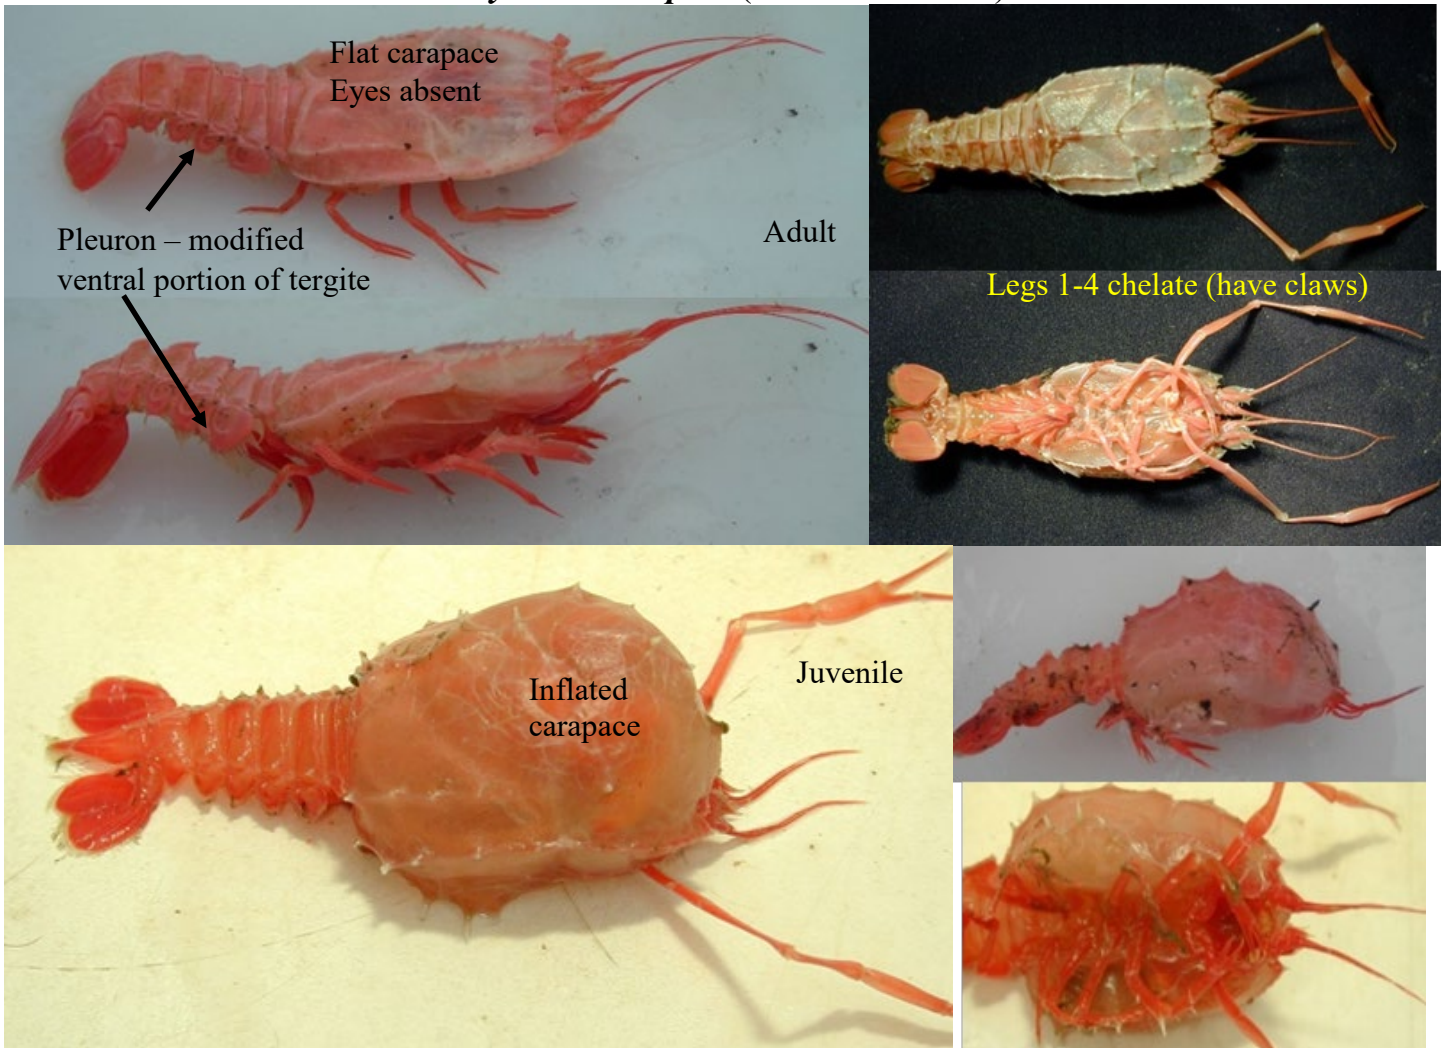 Flat carapace
Eyes absent
Pleuron – modified
ventral portion of tergite
Adult
Legs 1-4 chelate (have claws)
Inflated
carapace
Juvenile